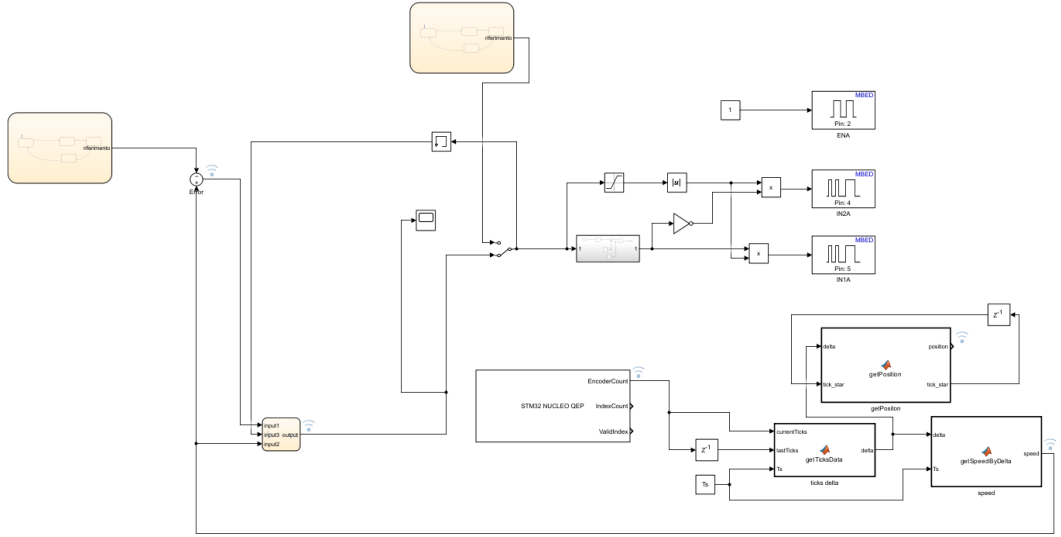 riferimento
MBED
1
Pin: 2
ENA
riferimento
Error
|u|
MBED
x
Pin: 4
IN2A
1
1
MBED
x
Pin: 5
IN1A
Z-1
delta
position
getPosition
tick_star
tick_star
getPositon
EncoderCount
STM32 NUCLEO QEP
IndexCount
ValidIndex
input1
input3 output
input2
currentTicks
Z-1
lastTicks
getTicksData
delta
Ts
ticks delta
Ts
delta
speed
getSpeedByDelta
Ts
speed